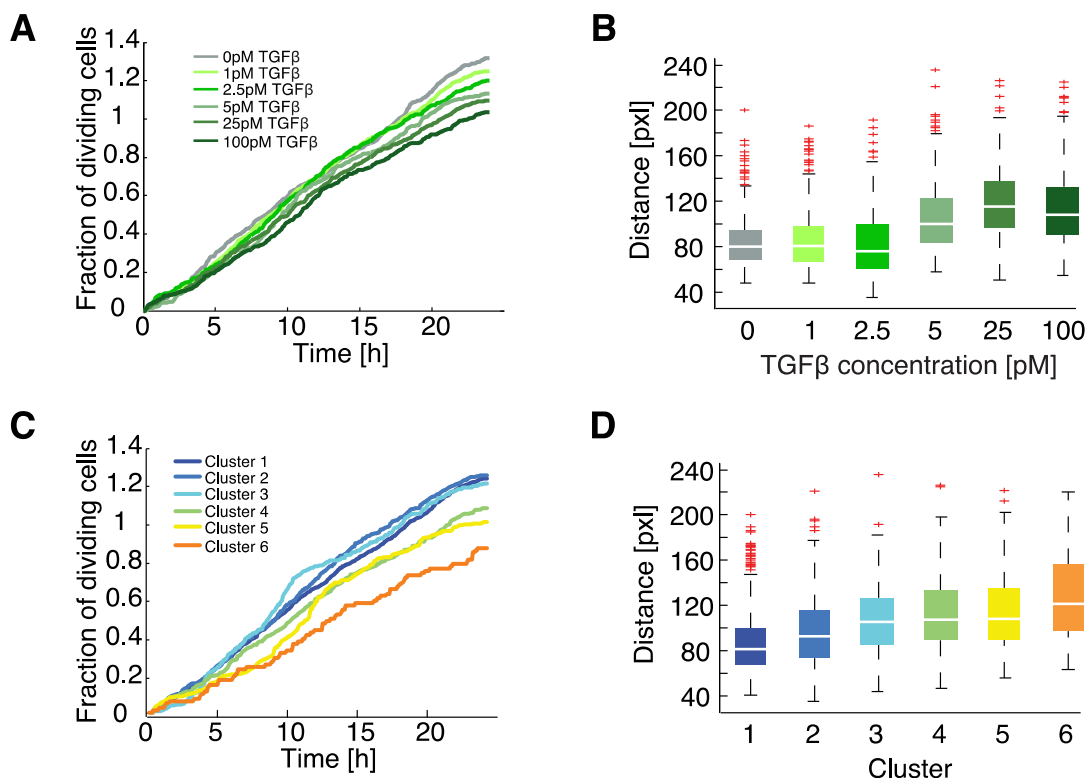 A
Fraction of dividing cells
1.4
1.2
1
0.8
0.6
0.4
0.2
0
0pM TGFβ
1pM TGFβ
2.5pM TGFβ
5pM TGFβ
25pM TGFβ
100pM TGFβ
0 5 10 15 20
Time [h]
B
Distance [pxl]
240
200
160
120
80
40
0 1 2.5 5 25 100
TGFβ concentration [pM]
C
Fraction of dividing cells
1.4
1.2
1
0.8
0.6
0.4
0.2
0
Cluster 1
Cluster 2
Cluster 3
Cluster 4
Cluster 5
Cluster 6
0 5 10 15 20
Time [h]
D
Distance [pxl]
240
200
160
120
80
40
1 2 3 4 5 6
Cluster